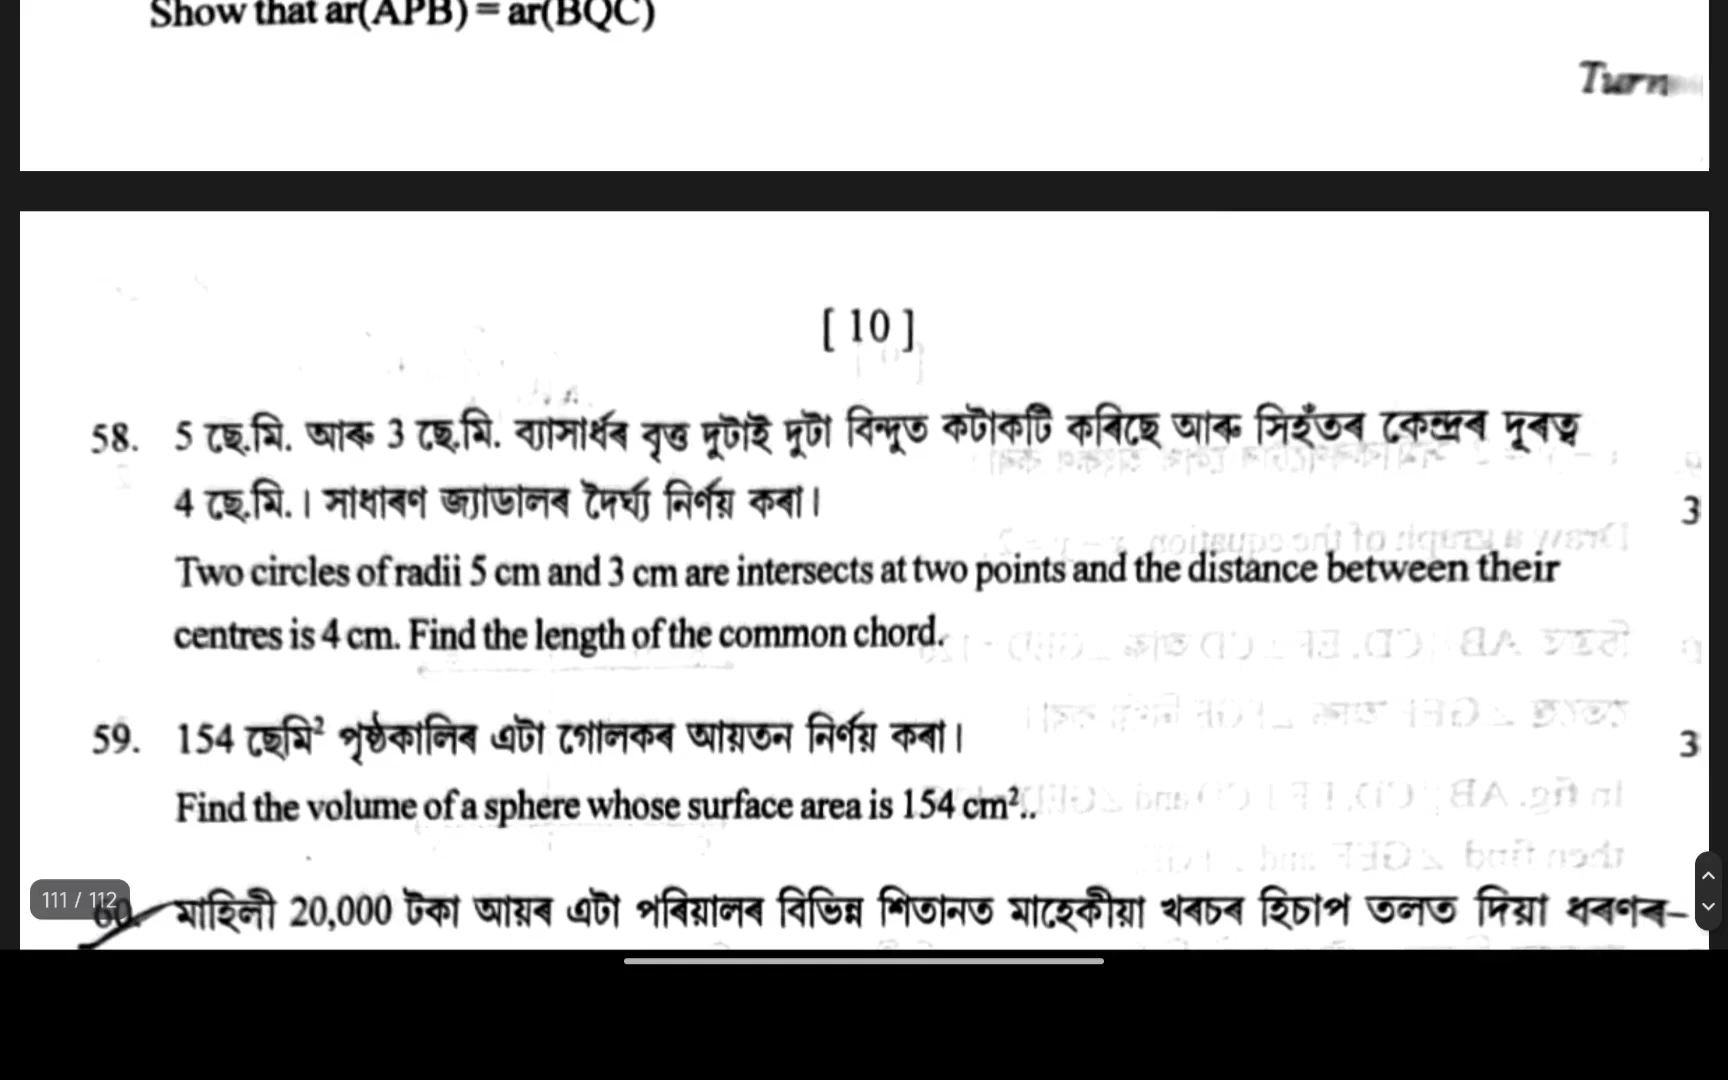 Show that ar(APB) = ar(BQC)
Turn
[ 10 ]
58. 5 ছে.মি. আৰু 3 ছে.মি. ব্যাসাৰ্ধৰ বৃত্ত দুটাই দুটা বিন্দুত কটাকটি কৰিছে আৰু সিহঁতৰ কেন্দ্ৰৰ দূৰত্ব
4 ছে.মি.। সাধাৰণ জ্যাডালৰ দৈৰ্ঘ্য নিৰ্ণয় কৰা। 3
Two circles of radii 5 cm and 3 cm are intersects at two points and the distance between their
centres is 4 cm. Find the length of the common chord.
59. 154 ছেমি² পৃষ্ঠকালিৰ এটা গোলকৰ আয়তন নিৰ্ণয় কৰা। 3
Find the volume of a sphere whose surface area is 154 cm²..
111 / 112
60. মাহিলী 20,000 টকা আয়ৰ এটা পৰিয়ালৰ বিভিন্ন শিতানত মাহেকীয়া খৰচৰ হিচাপ তলত দিয়া ধৰণৰ–